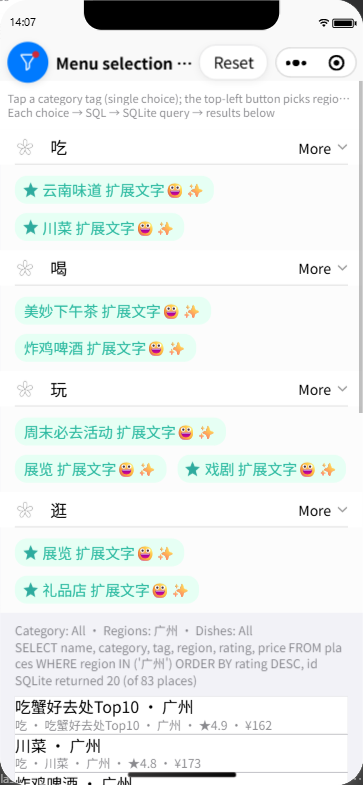 14:07
Menu selection ···
Reset
Tap a category tag (single choice); the top-left button picks regio···
Each choice → SQL → SQLite query → results below
吃
More
★ 云南味道 扩展文字😀✨
★ 川菜 扩展文字😀✨
喝
More
美妙下午茶 扩展文字😀✨
炸鸡啤酒 扩展文字😀✨
玩
More
周末必去活动 扩展文字😀✨
展览 扩展文字😀✨
★ 戏剧 扩展文字😀✨
逛
More
★ 展览 扩展文字😀✨
★ 礼品店 扩展文字😀✨
Category: All · Regions: 广州 · Dishes: All
SELECT name, category, tag, region, rating, price FROM pla
ces WHERE region IN ('广州') ORDER BY rating DESC, id
SQLite returned 20 (of 83 places)
吃蟹好去处Top10 · 广州
吃 · 吃蟹好去处Top10 · 广州 · ★4.9 · ¥162
川菜 · 广州
吃 · 川菜 · 广州 · ★4.8 · ¥173
炸鸡啤酒 · 广州